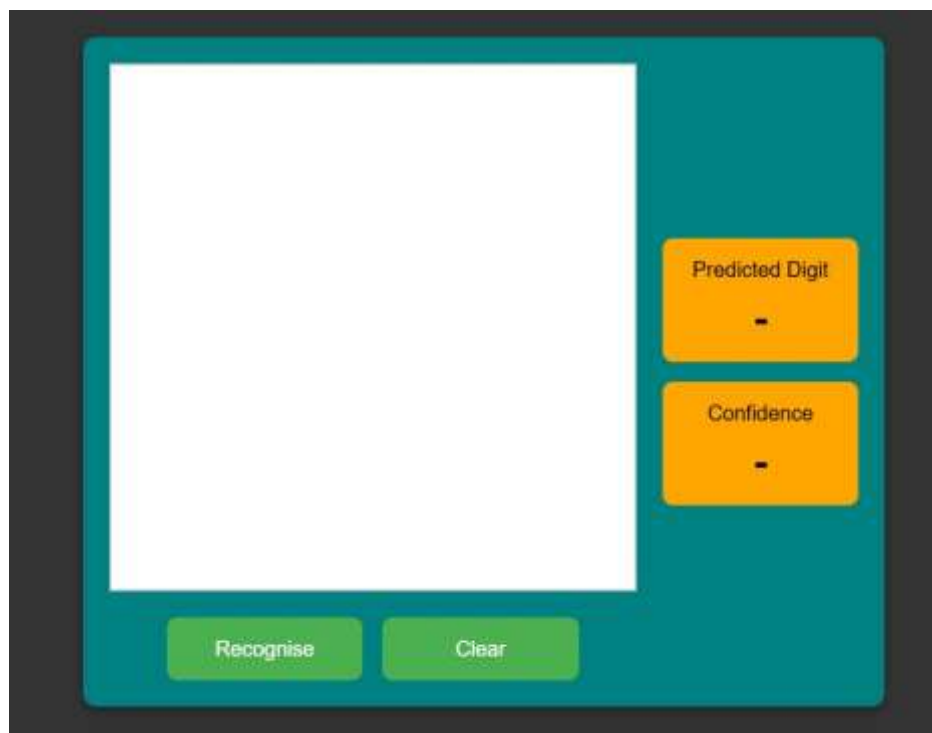 Predicted Digit
-
Confidence
-
Recognise
Clear